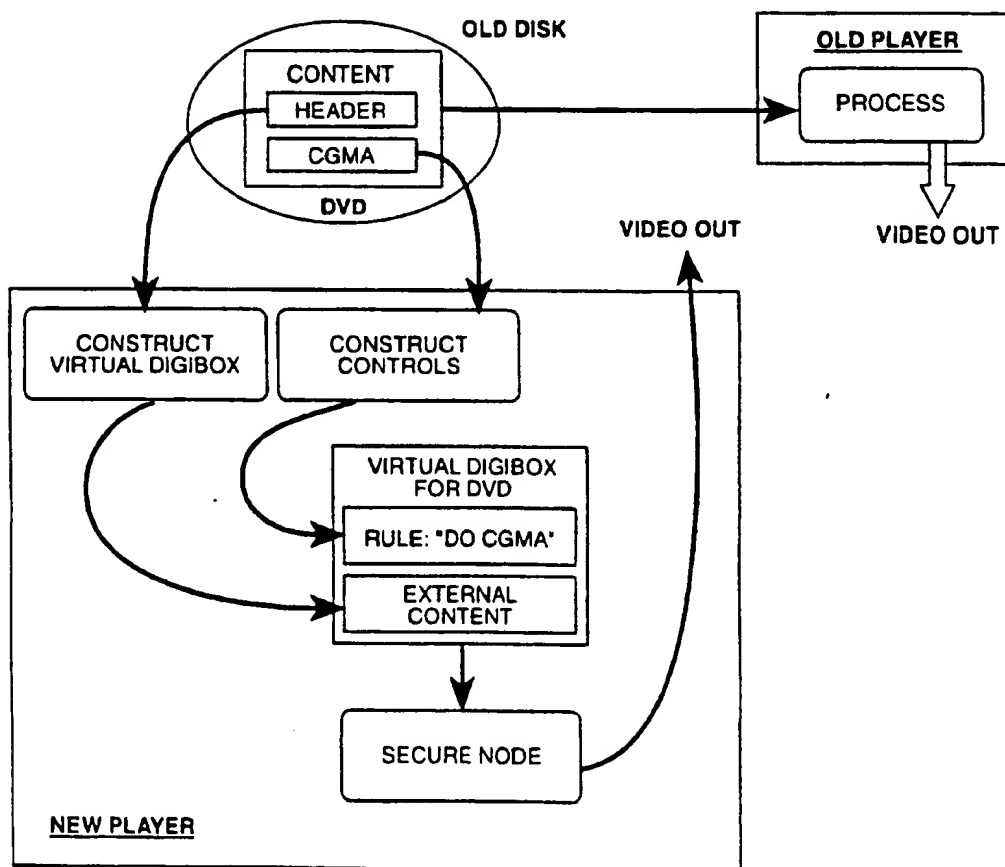 OLD DISK
CONTENT
HEADER
CGMA
DVD
OLD PLAYER
PROCESS
VIDEO OUT
VIDEO OUT
CONSTRUCT
VIRTUAL DIGIBOX
CONSTRUCT
CONTROLS
VIRTUAL DIGIBOX
FOR DVD
RULE: "DO CGMA"
EXTERNAL
CONTENT
SECURE NODE
NEW PLAYER